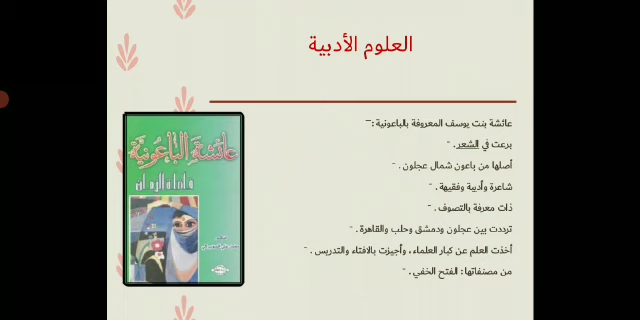 العلوم الأدبية
عائشة بنت يوسف المعروفة بالباعونية : –
برعت في الشعر . -
أصلها من باعون شمال عجلون . -
شاعرة وأديبة وفقيهة . -
ذات معرفة بالتصوف . -
ترددت بين عجلون ودمشق وحلب والقاهرة . -
أخذت العلم عن كبار العلماء ، وأجيزت بالافتاء والتدريس . -
من مصنفاتها : الفتح الخفي . -
عائشة الباعونية